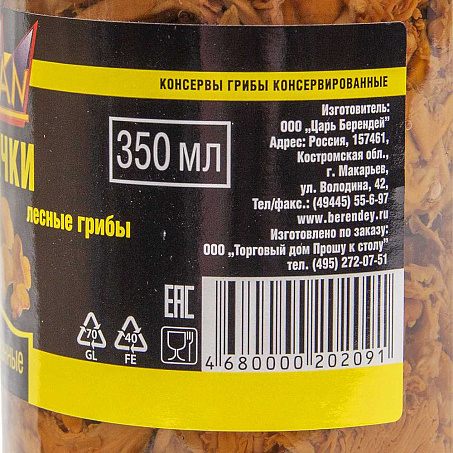 КОНСЕРВЫ ГРИБЫ КОНСЕРВИРОВАННЫЕ
350 МЛ
лесные грибы
Изготовитель:
ООО „Царь Берендей”
Адрес: Россия, 157461,
Костромская обл.,
г. Макарьев,
ул. Володина, 42,
Тел/факс.: (49445) 55-6-97
www.berendey.ru
Изготовлено по заказу:
ООО „Торговый дом Прошу к столу”
тел. (495) 272-07-51
EAC
70
GL
40
FE
4 680000 202091